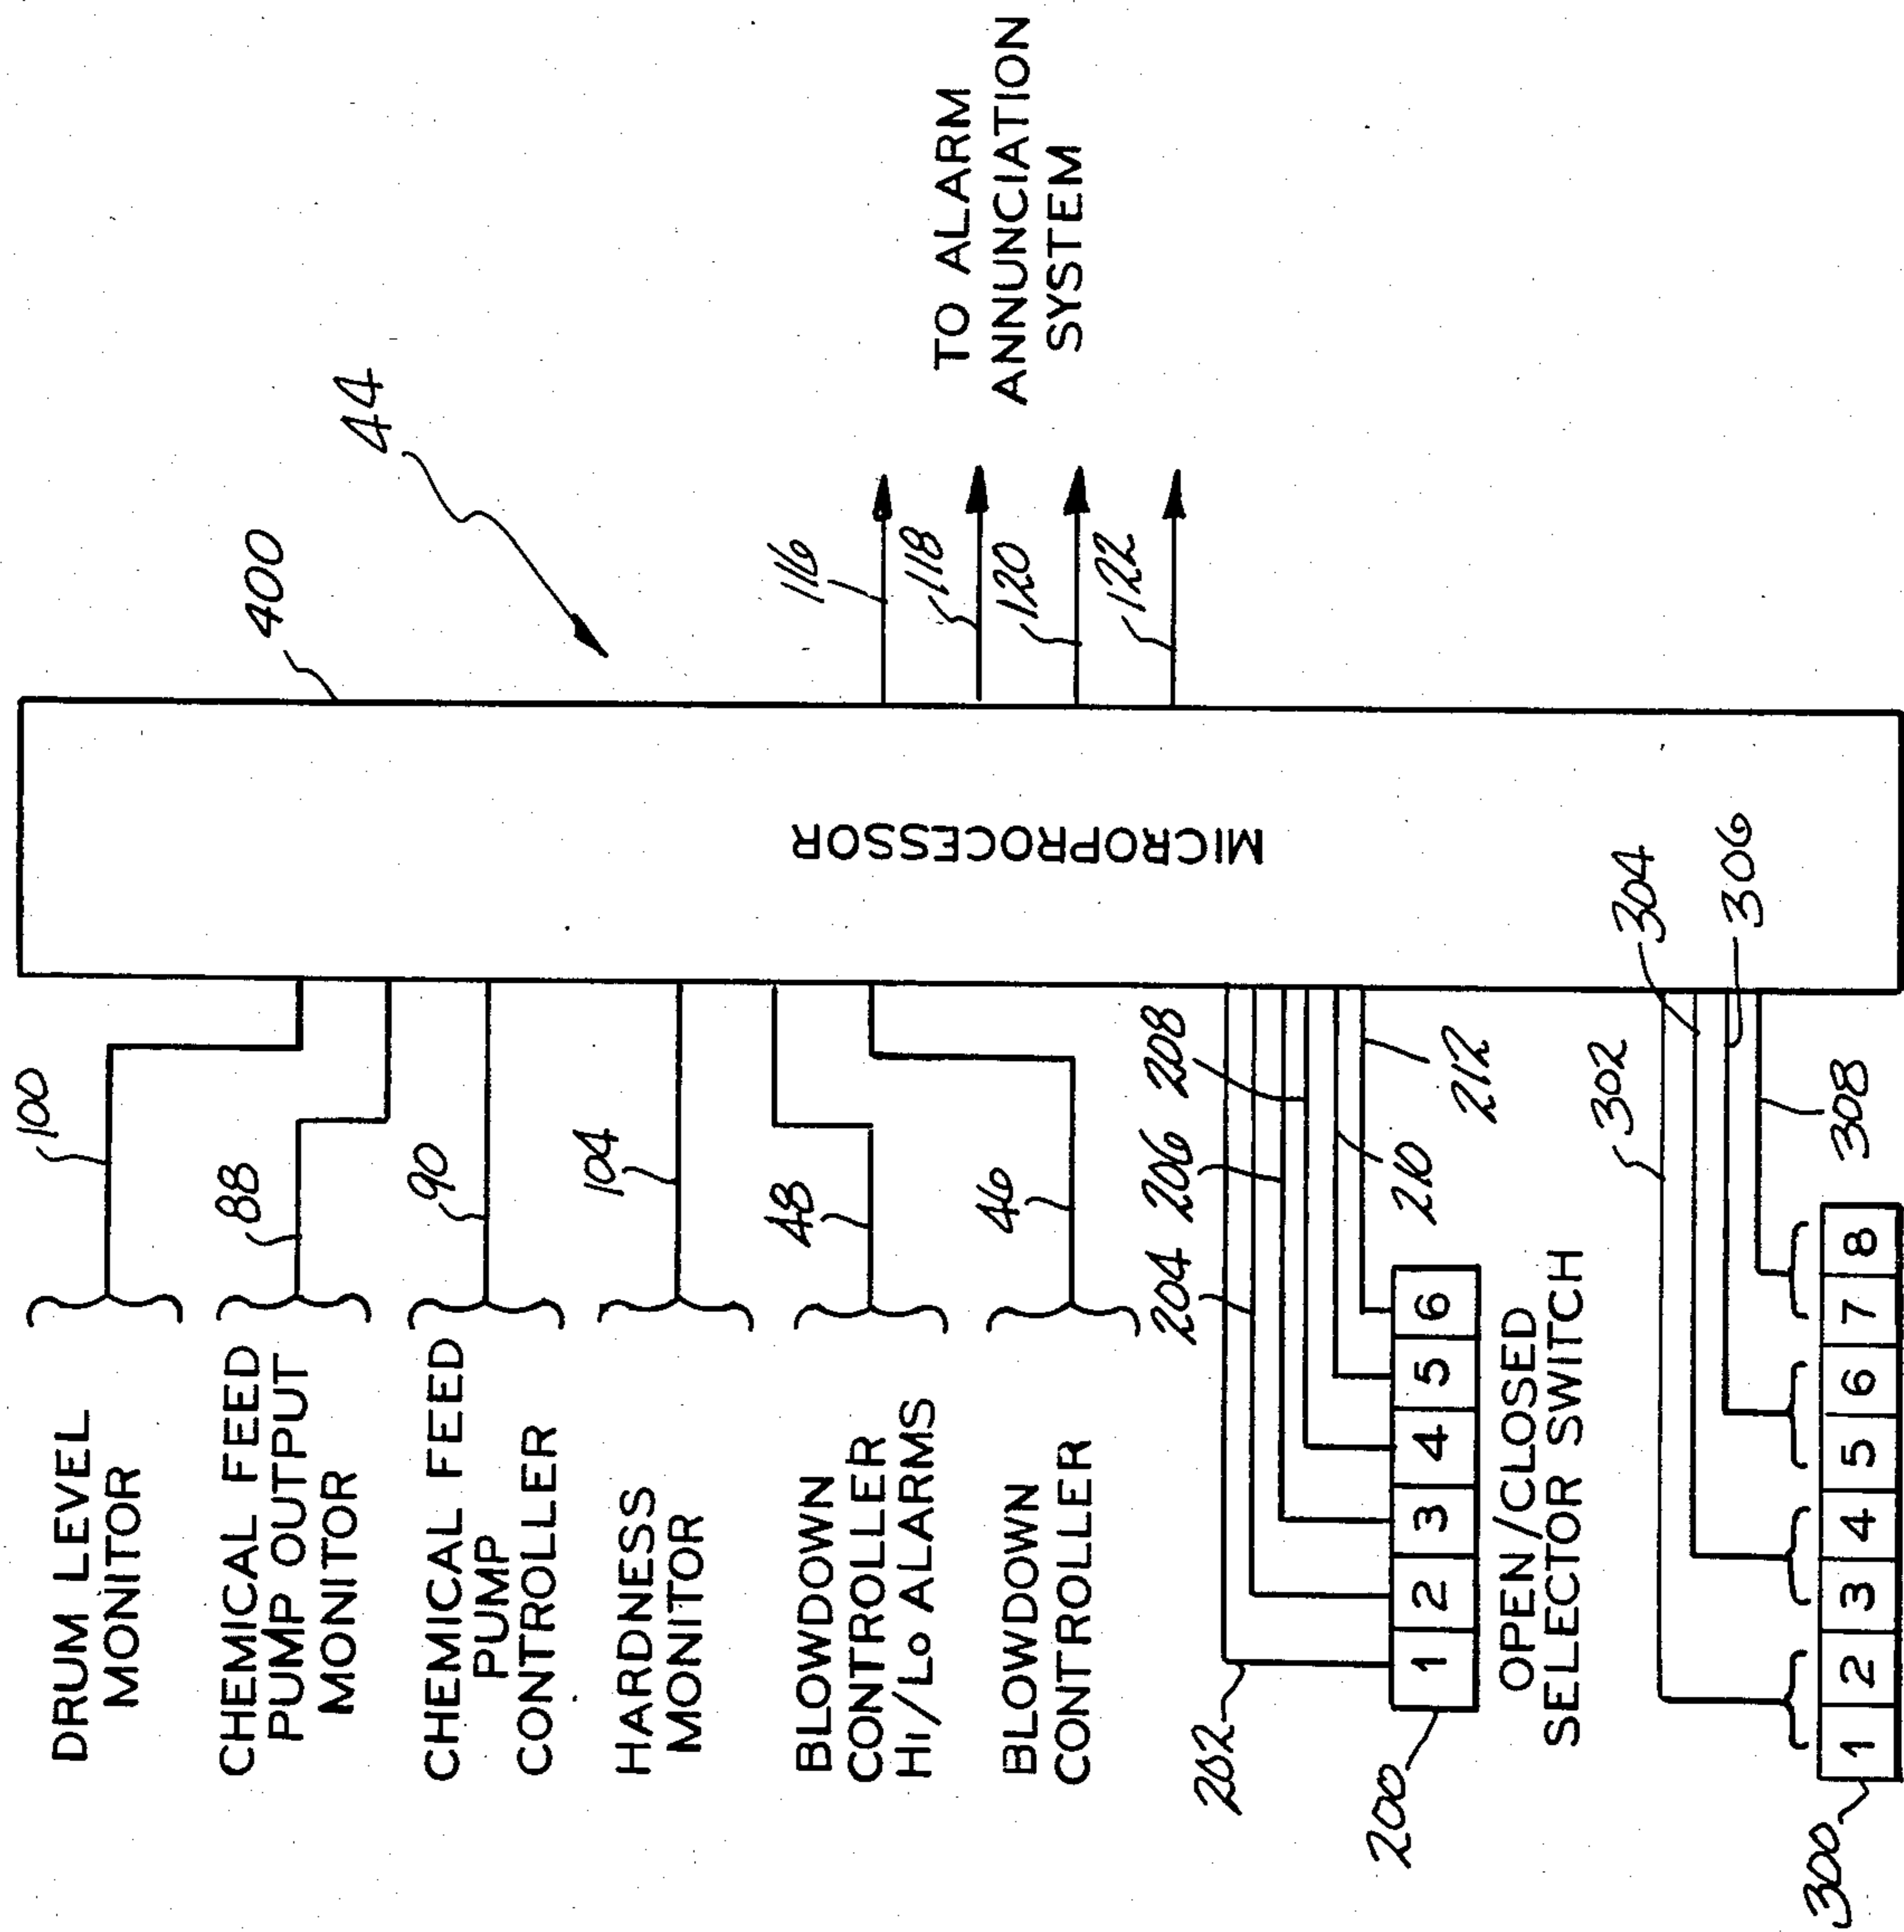 100
DRUM LEVEL
MONITOR
88
CHEMICAL FEED
PUMP OUTPUT
MONITOR
90
CHEMICAL FEED
PUMP
CONTROLLER
104
HARDNESS
MONITOR
48
BLOWDOWN
CONTROLLER
Hi/Lo ALARMS
46
BLOWDOWN
CONTROLLER
202
204
206
208
210
212
200
1 2 3 4 5 6
OPEN/CLOSED
SELECTOR SWITCH
302
304
306
308
300
1 2 3 4 5 6 7 8
MICROPROCESSOR
400
44
116
118
120
122
TO ALARM
ANNUNCIATION
SYSTEM